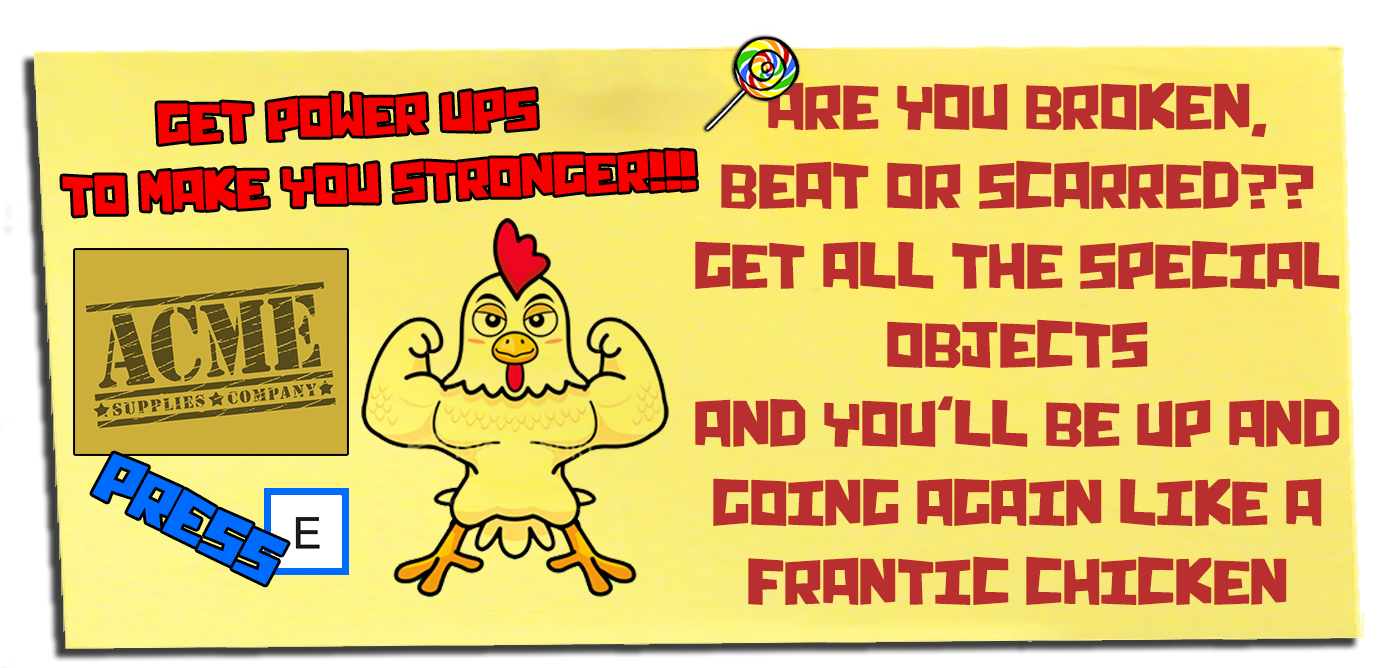 GET POWER UPS
TO MAKE YOU STRONGER!!!
ACME
SUPPLIES★COMPANY
PRESS
E
ARE YOU BROKEN,
BEAT OR SCARRED??
GET ALL THE SPECIAL
OBJECTS
AND YOU'LL BE UP AND
GOING AGAIN LIKE A
FRANTIC CHICKEN